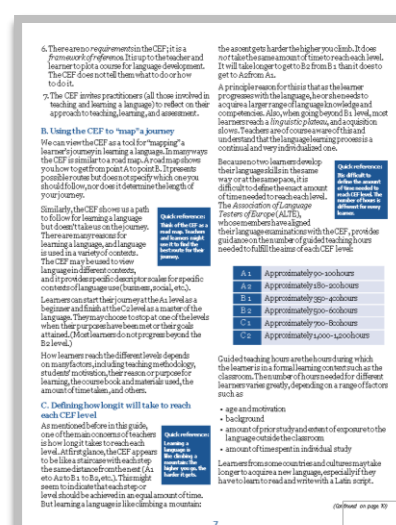 6. There are no requirements in the CEF; it is a
framework of reference. It is up to the teacher and
learner to plot a course for language development.
The CEF does not tell them what to do or how
to do it.
7. The CEF invites practitioners (all those involved in
teaching and learning a language) to reflect on their
approach to teaching, learning, and assessment.
B. Using the CEF to “map” a journey
We can view the CEF as a tool for “mapping” a
learner’s journey in learning a language. In many ways
the CEF is similar to a road map. A road map shows
you how to get from point A to point B. It presents
possible routes but does not specify which one you
should follow, nor does it determine the length of
your journey.
Similarly, the CEF shows us a path
to follow for learning a language
but doesn’t take us on the journey.
There are many reasons for
learning a language, and language
is used in a variety of contexts.
The CEF may be used to view
language in different contexts,
and it provides specific descriptor scales for specific
contexts of language use (business, social, etc.).
Quick reference:
Think of the CEF as a
road map. Teachers
and learners might
use it to find the
best route for their
journey.
Learners can start their journey at the A1 level as a
beginner and finish at the C2 level as a master of the
language. They may choose to stop at one of the levels
when their purposes have been met or their goals
attained. (Most learners do not progress beyond the
B2 level.)
How learners reach the different levels depends
on many factors, including teaching methodology,
students’ motivation, their reason or purpose for
learning, the course book and materials used, the
amount of time taken, and others.
C. Defining how long it will take to reach
each CEF level
As mentioned before in this guide,
one of the main concerns of teachers
is how long it takes to reach each
level. At first glance, the CEF appears
to be like a staircase with each step
the same distance from the next (A1
to A2 to B1 to B2, etc.). This might
seem to indicate that each step or
level should be achieved in an equal amount of time.
But learning a language is like climbing a mountain:
Quick reference:
Learning a
language is
like climbing a
mountain: the
higher you go, the
harder it gets.
the ascent gets harder the higher you climb. It does
not take the same amount of time to reach each level.
It will take longer to get to B2 from B1 than it does to
get to A2 from A1.
A principle reason for this is that as the learner
progresses with the language, he or she needs to
acquire a larger range of language knowledge and
competencies. Also, when going beyond B1 level, most
learners reach a linguistic plateau, and acquisition
slows. Teachers are of course aware of this and
understand that the language learning process is a
continual and very individualized one.
Because no two learners develop
their language skills in the same
way or at the same pace, it is
difficult to define the exact amount
of time needed to reach each level.
The Association of Language
Testers of Europe (ALTE),
whose members have aligned
their language examinations with the CEF, provides
guidance on the number of guided teaching hours
needed to fulfill the aims of each CEF level:
Quick reference:
It is difficult to
define the amount
of time needed to
reach CEF level. The
number of hours is
different for every
learner.
A1 Approximately 90-100 hours
A2 Approximately 180-200 hours
B1 Approximately 350-400 hours
B2 Approximately 500-600 hours
C1 Approximately 700-800 hours
C2 Approximately 1,000-1,200 hours
Guided teaching hours are the hours during which
the learner is in a formal learning context such as the
classroom. The number of hours needed for different
learners varies greatly, depending on a range of factors
such as
• age and motivation
• background
• amount of prior study and extent of exposure to the
language outside the classroom
• amount of time spent in individual study
Learners from some countries and cultures may take
longer to acquire a new language, especially if they
have to learn to read and write with a Latin script.
(Continued on page 10)
7